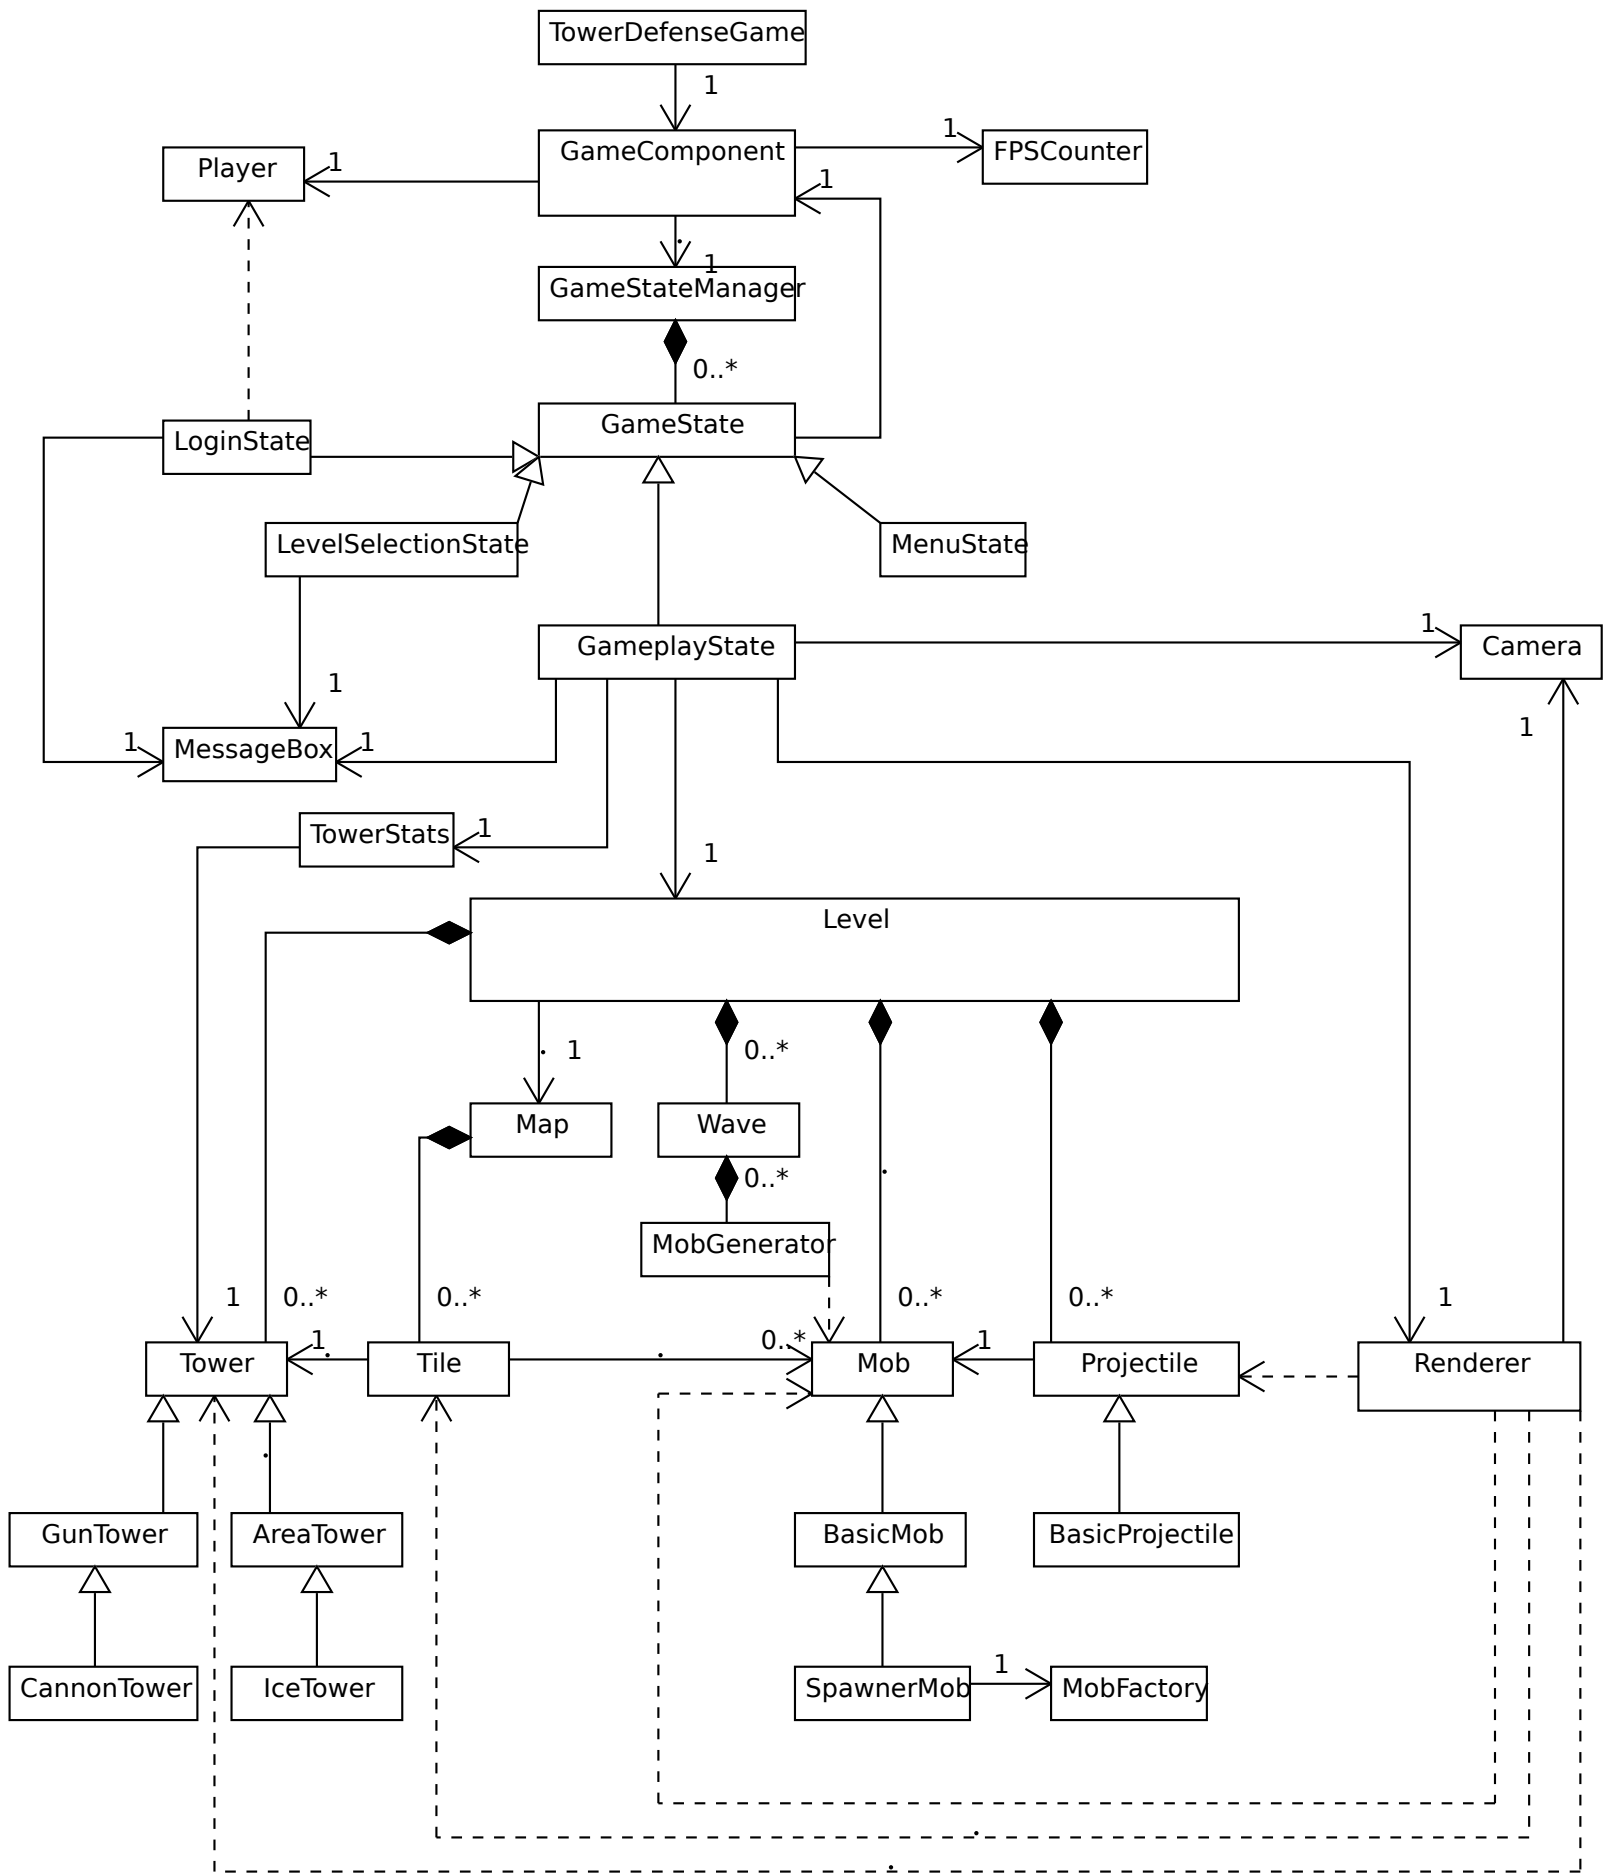 TowerDefenseGame
1
GameComponent
1
FPSCounter
Player
1
1
1
GameStateManager
0..*
GameState
LoginState
LevelSelectionState
MenuState
GameplayState
1
Camera
1
1
1
1
MessageBox
TowerStats
1
1
Level
1
0..*
Map
Wave
0..*
MobGenerator
1
0..*
0..*
0..*
0..*
1
Tower
1
Tile
0..*
Mob
1
Projectile
Renderer
GunTower
AreaTower
BasicMob
BasicProjectile
CannonTower
IceTower
SpawnerMob
1
MobFactory